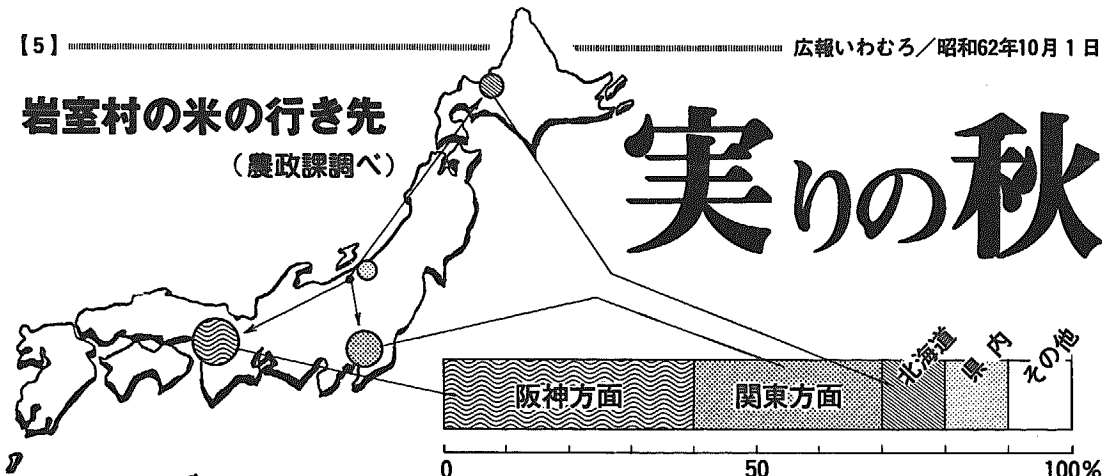 【5】
広報いわむろ/昭和62年10月1日
岩室村の米の行き先
(農政課調べ)
実りの秋
阪神方面
関東方面
北海道
県内
その他
0
50
100%